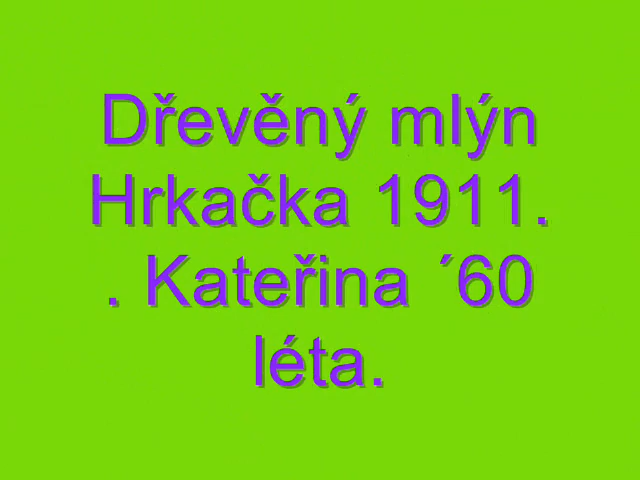 Dřevěný mlýn
Hrkačka 1911.
. Kateřina ´60
léta.